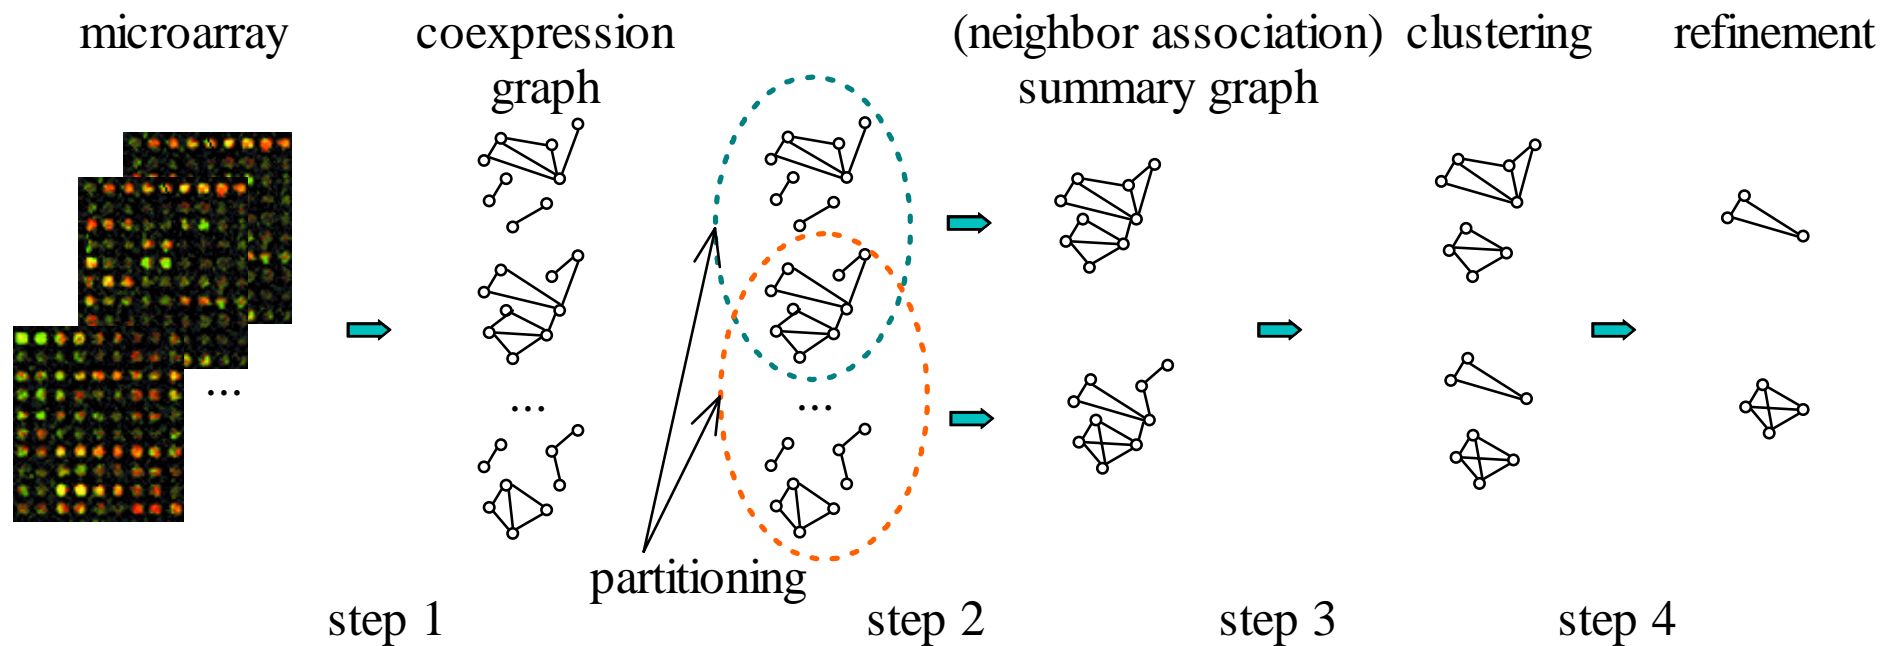 microarray
coexpression
graph
(neighbor association)
summary graph
clustering
refinement
...
...
...
partitioning
step 1
step 2
step 3
step 4